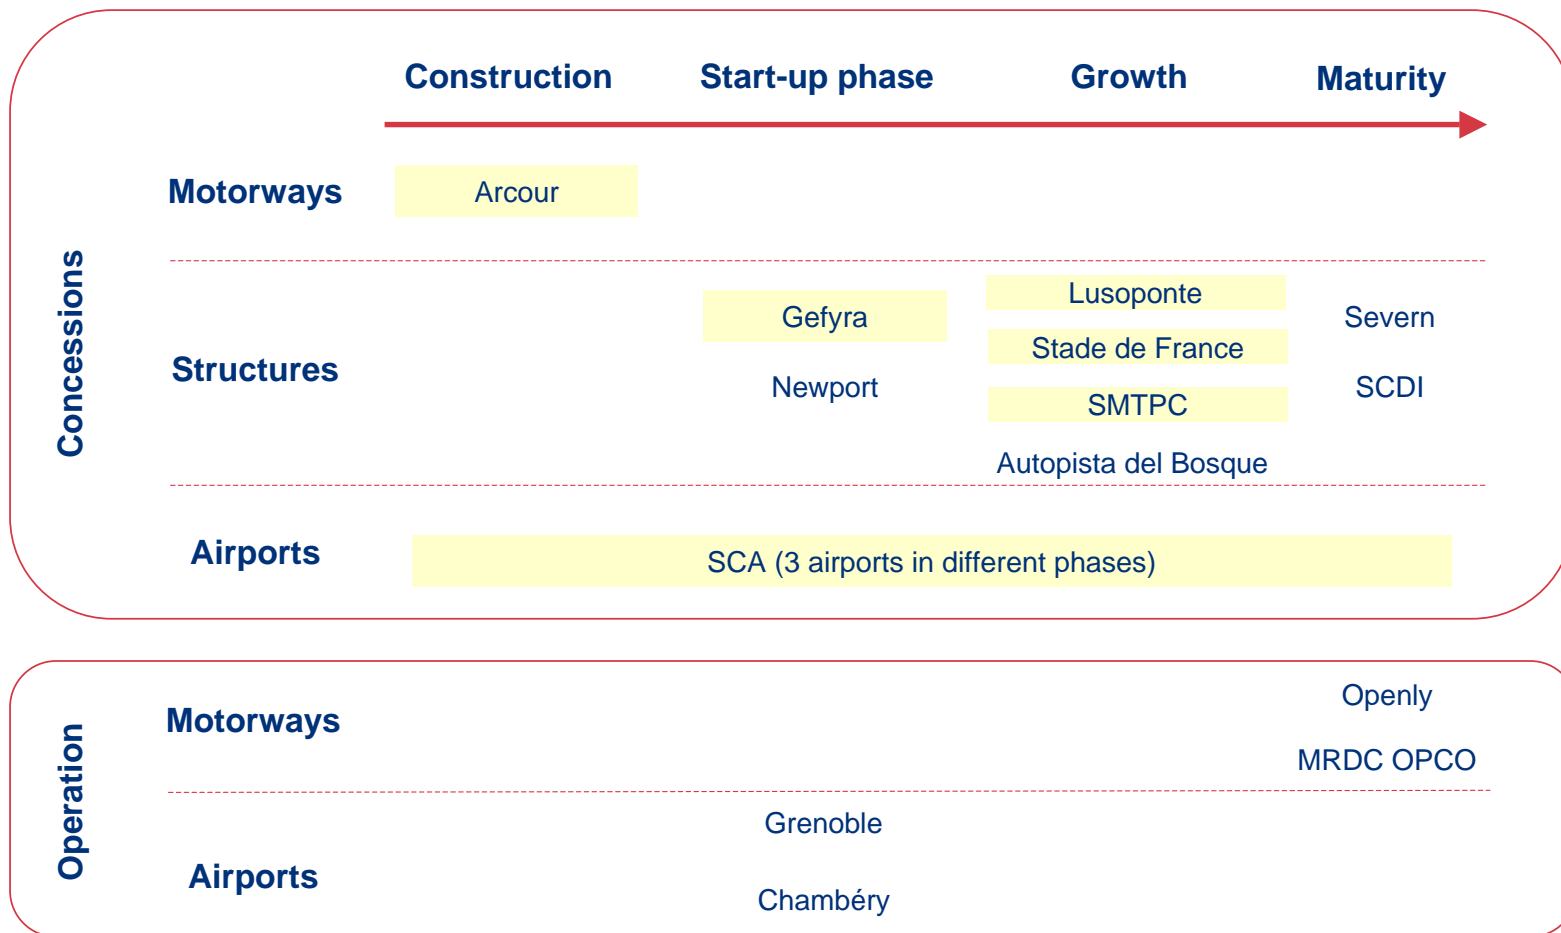 Construction
Start-up phase
Growth
Maturity
Concessions
Motorways
Arcour
Structures
Gefyra
Newport
Lusoponte
Stade de France
SMTPC
Autopista del Bosque
Severn
SCDI
Airports
SCA (3 airports in different phases)
Operation
Motorways
Openly
MRDC OPCO
Airports
Grenoble
Chambéry